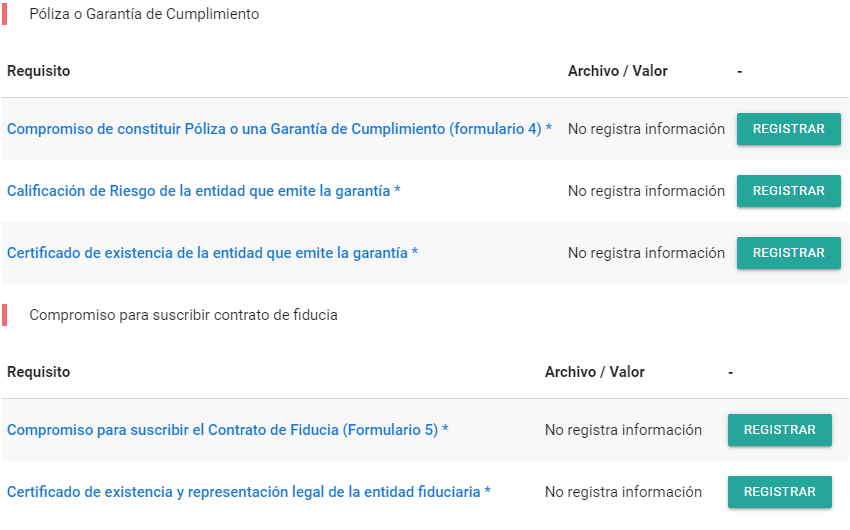 Póliza o Garantía de Cumplimiento
Requisito Archivo / Valor -
Compromiso de constituir Póliza o una Garantía de Cumplimiento (formulario 4) * No registra información REGISTRAR
Calificación de Riesgo de la entidad que emite la garantía * No registra información REGISTRAR
Certificado de existencia de la entidad que emite la garantía * No registra información REGISTRAR
Compromiso para suscribir contrato de fiducia
Requisito Archivo / Valor -
Compromiso para suscribir el Contrato de Fiducia (Formulario 5) * No registra información REGISTRAR
Certificado de existencia y representación legal de la entidad fiduciaria * No registra información REGISTRAR